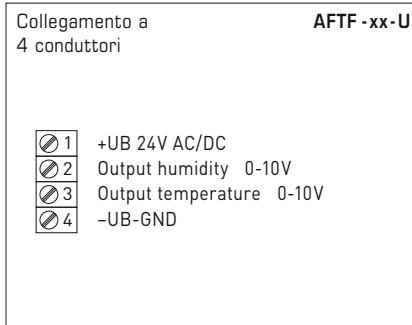 Collegamento a AFTF - xx - U
4 conduttori
1 +UB 24V AC/DC
2 Output humidity 0-10V
3 Output temperature 0-10V
4 –UB-GND